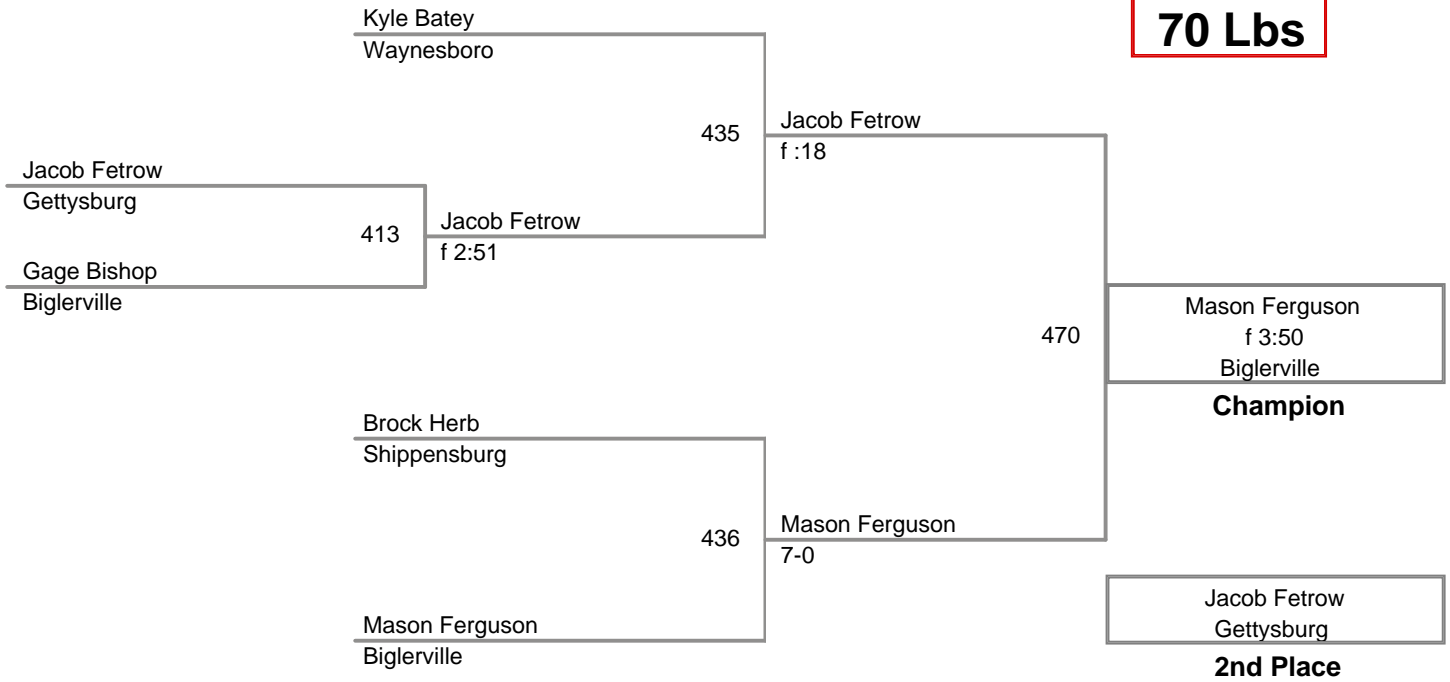 70 Lbs
Kyle Batey
Waynesboro
435
Jacob Fetrow
f :18
Jacob Fetrow
Gettysburg
413
Jacob Fetrow
f 2:51
Gage Bishop
Biglerville
470
Mason Ferguson
f 3:50
Biglerville
Champion
Brock Herb
Shippensburg
436
Mason Ferguson
7-0
Mason Ferguson
Biglerville
Jacob Fetrow
Gettysburg
2nd Place